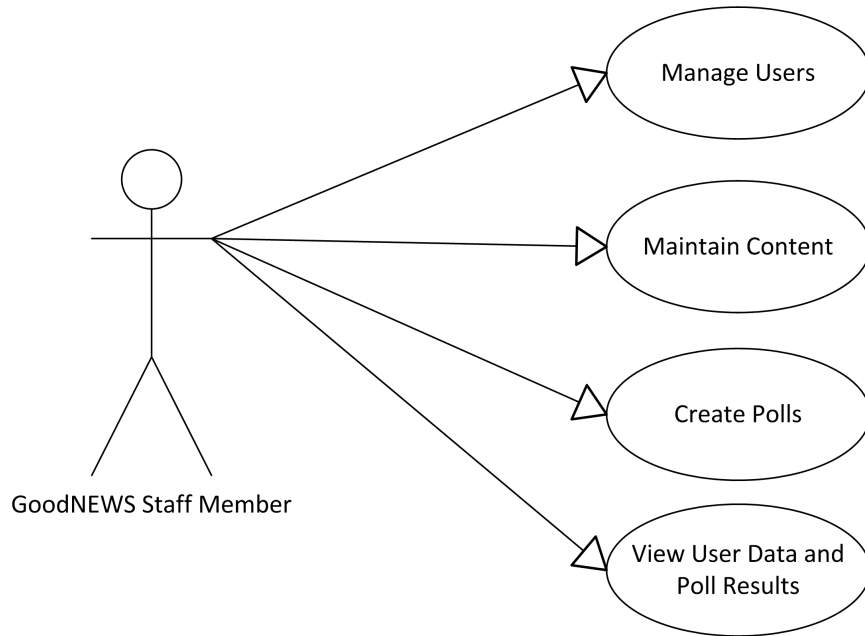 Manage Users
Maintain Content
Create Polls
GoodNEWS Staff Member
View User Data and
Poll Results